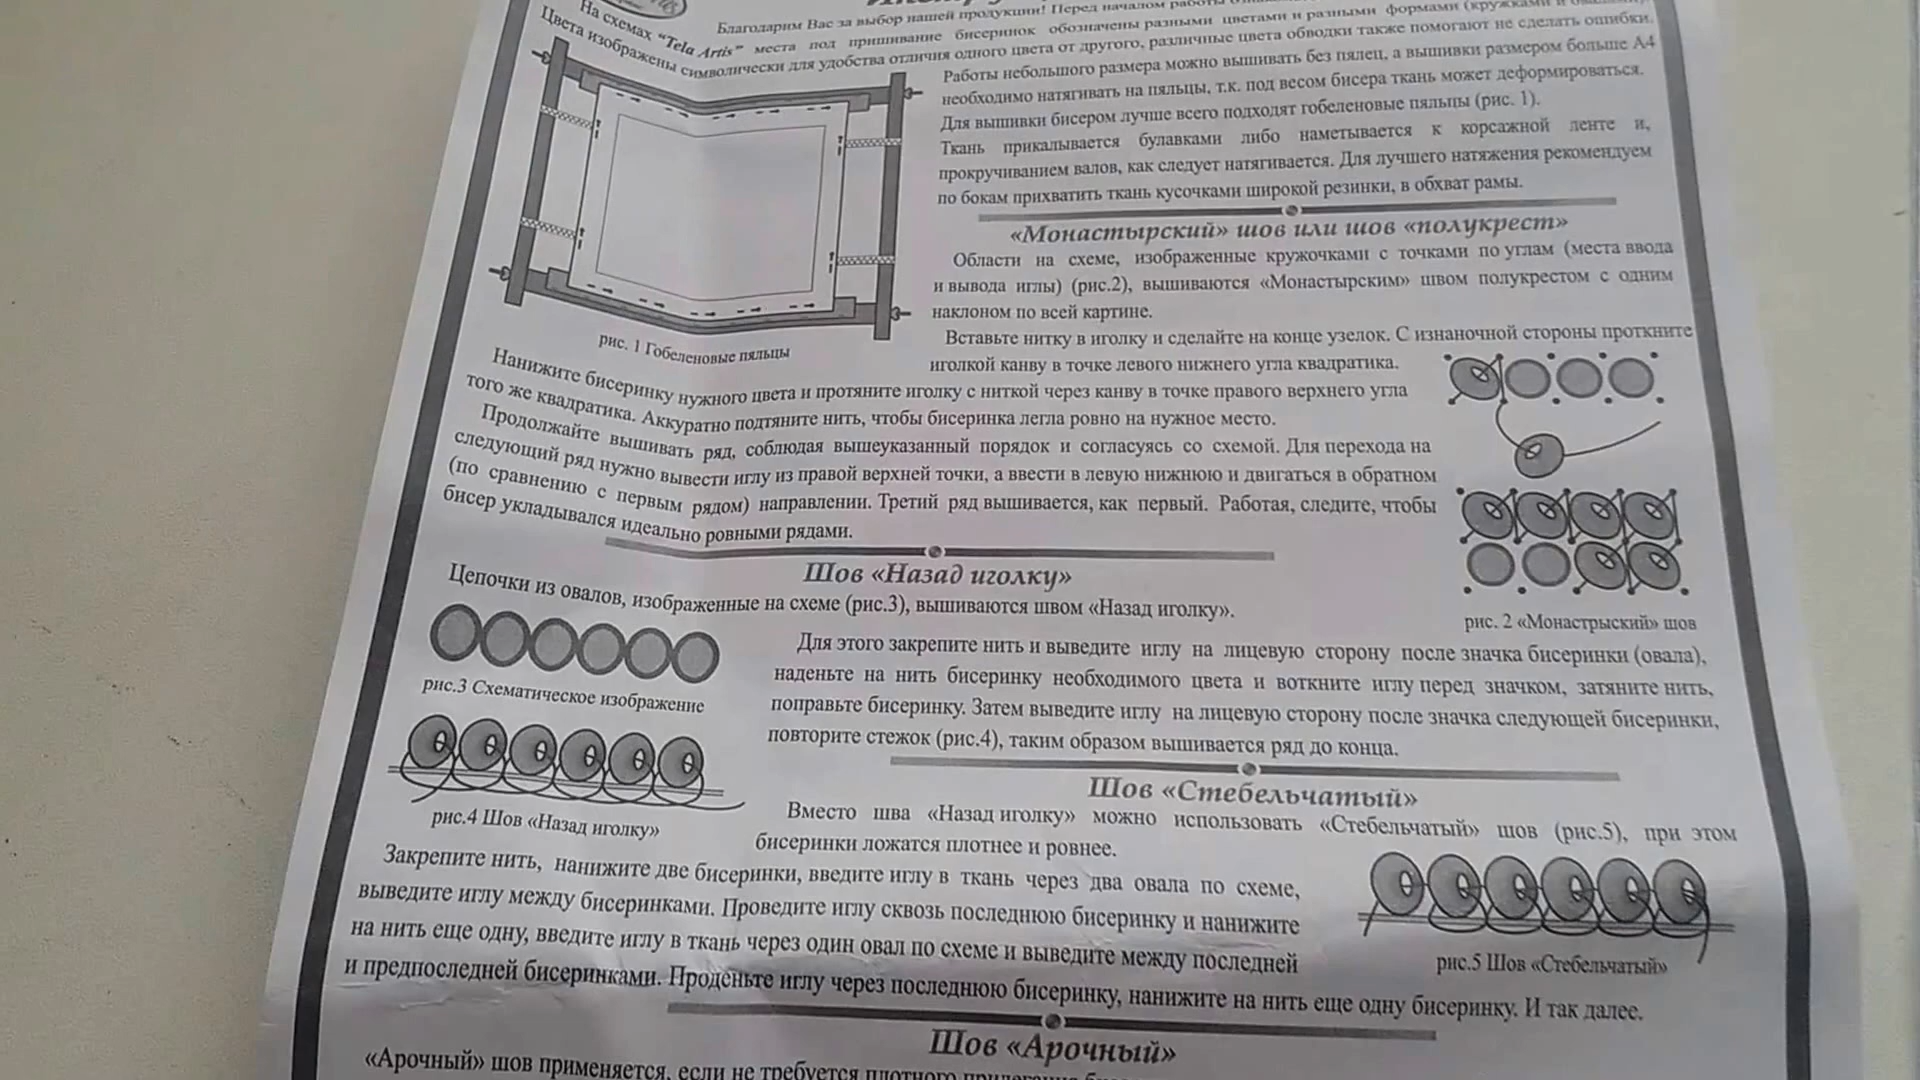 Благодарим Вас за выбор нашей продукции! Перед началом работы
На схемах "Tela Artis" места под пришивание бисеринок обозначены разными цветами и разными формами (кружками и
Цвета изображены символически для удобства отличия одного цвета от другого, различные цвета обводки также помогают не сделать ошибки.
Работы небольшого размера можно вышивать без пялец, а вышивки размером больше А4
необходимо натягивать на пяльцы, т.к. под весом бисера ткань может деформироваться.
Для вышивки бисером лучше всего подходят гобеленовые пяльцы (рис. 1).
Ткань прикалывается булавками либо наметывается к корсажной ленте и,
прокручиванием валов, как следует натягивается. Для лучшего натяжения рекомендуем
по бокам прихватить ткань кусочками широкой резинки, в обхват рамы.
рис. 1 Гобеленовые пяльцы
«Монастырский» шов или шов «полукрест»
Области на схеме, изображенные кружочками с точками по углам (места ввода
и вывода иглы) (рис.2), вышиваются «Монастырским» швом полукрестом с одним
наклоном по всей картине.
Вставьте нитку в иголку и сделайте на конце узелок. С изнаночной стороны проткните
иголкой канву в точке левого нижнего угла квадратика.
Нанижите бисеринку нужного цвета и протяните иголку с ниткой через канву в точке правого верхнего угла
того же квадратика. Аккуратно подтяните нить, чтобы бисеринка легла ровно на нужное место.
Продолжайте вышивать ряд, соблюдая вышеуказанный порядок и согласуясь со схемой. Для перехода на
следующий ряд нужно вывести иглу из правой верхней точки, а ввести в левую нижнюю и двигаться в обратном
(по сравнению с первым рядом) направлении. Третий ряд вышивается, как первый. Работая, следите, чтобы
бисер укладывался идеально ровными рядами.
рис. 2 «Монастрыский» шов
Шов «Назад иголку»
Цепочки из овалов, изображенные на схеме (рис.3), вышиваются швом «Назад иголку».
рис.3 Схематическое изображение
Для этого закрепите нить и выведите иглу на лицевую сторону после значка бисеринки (овала),
наденьте на нить бисеринку необходимого цвета и воткните иглу перед значком, затяните нить,
поправьте бисеринку. Затем выведите иглу на лицевую сторону после значка следующей бисеринки,
повторите стежок (рис.4), таким образом вышивается ряд до конца.
рис.4 Шов «Назад иголку»
Шов «Стебельчатый»
Вместо шва «Назад иголку» можно использовать «Стебельчатый» шов (рис.5), при этом
бисеринки ложатся плотнее и ровнее.
Закрепите нить, нанижите две бисеринки, введите иглу в ткань через два овала по схеме,
выведите иглу между бисеринками. Проведите иглу сквозь последнюю бисеринку и нанижите
на нить еще одну, введите иглу в ткань через один овал по схеме и выведите между последней
и предпоследней бисеринками. Проденьте иглу через последнюю бисеринку, нанижите на нить еще одну бисеринку. И так далее.
рис.5 Шов «Стебельчатый»
Шов «Арочный»
«Арочный» шов применяется, если не требуется плотного